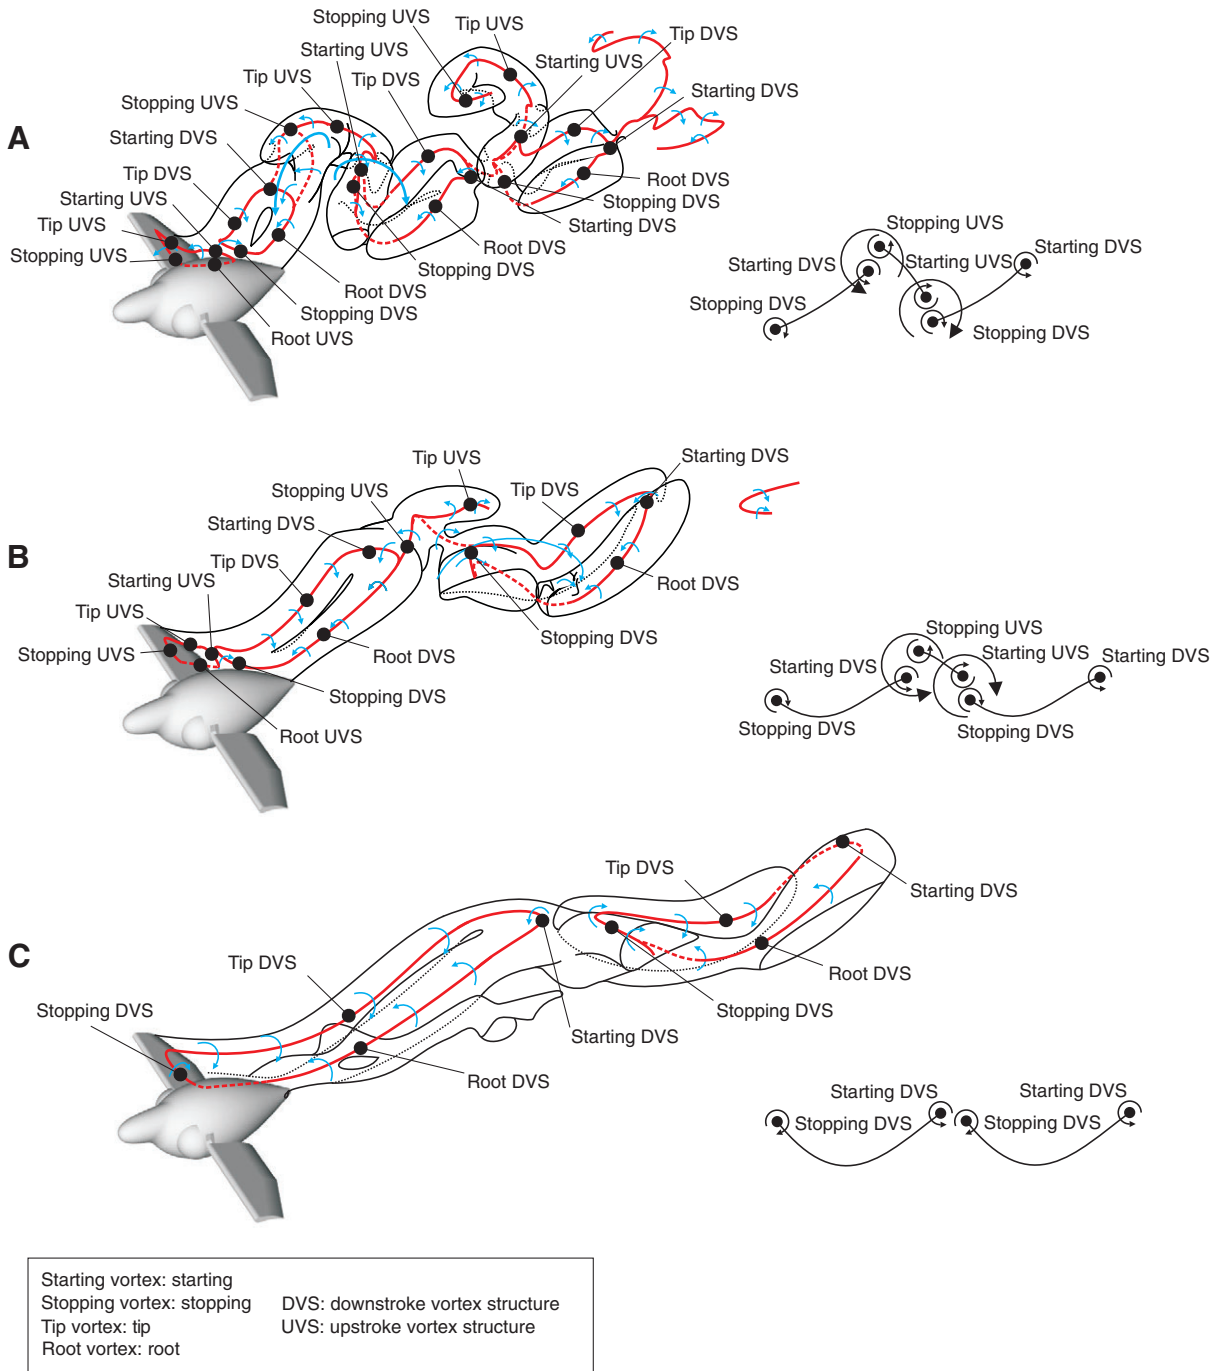 A
Stopping UVS
Tip UVS
Starting UVS
Tip DVS
Starting UVS
Tip DVS
Tip UVS
Starting DVS
Stopping UVS
Starting DVS
Tip DVS
Starting UVS
Tip UVS
Stopping UVS
Root DVS
Stopping DVS
Starting DVS
Root DVS
Stopping DVS
Root DVS
Stopping DVS
Root UVS
Stopping UVS
Starting DVS
Starting UVS
Starting DVS
Stopping DVS
Stopping DVS
B
Tip UVS
Starting DVS
Stopping UVS
Tip DVS
Starting DVS
Tip DVS
Starting UVS
Tip UVS
Stopping UVS
Root DVS
Stopping DVS
Root DVS
Stopping DVS
Root UVS
Stopping UVS
Starting UVS
Starting DVS
Starting DVS
Stopping DVS
Stopping DVS
C
Tip DVS
Starting DVS
Tip DVS
Root DVS
Stopping DVS
Stopping DVS
Starting DVS
Root DVS
Starting DVS
Starting DVS
Stopping DVS
Stopping DVS
Starting vortex: starting
Stopping vortex: stopping
DVS: downstroke vortex structure
Tip vortex: tip
UVS: upstroke vortex structure
Root vortex: root